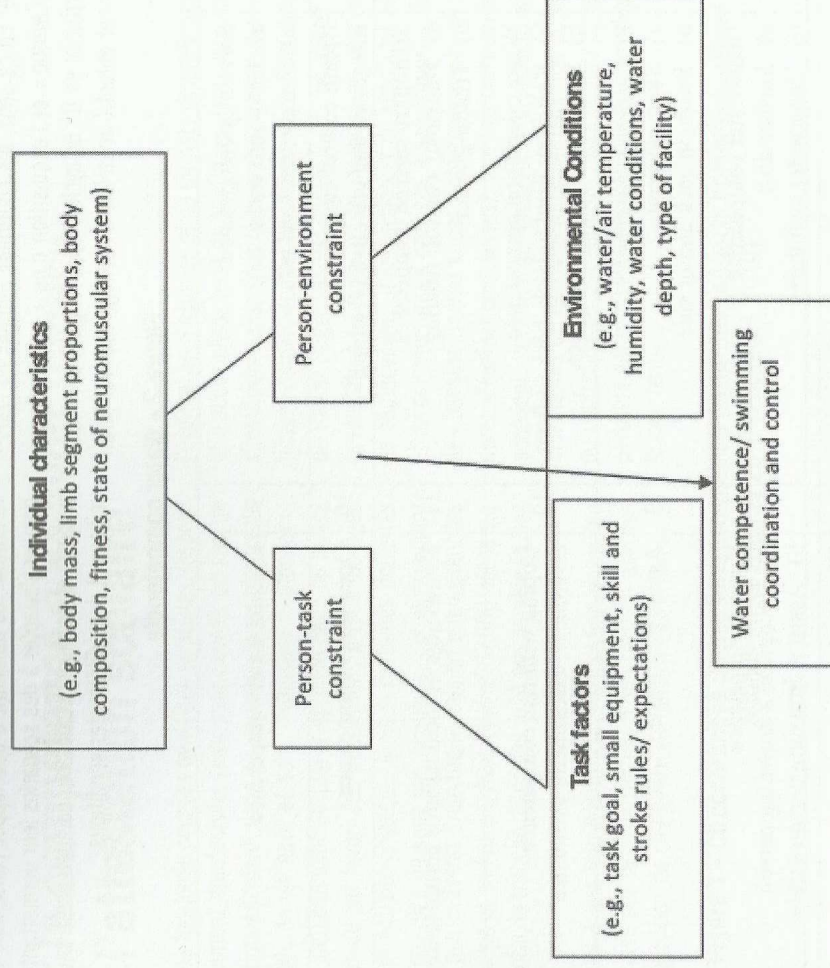 Individual characteristics
(e.g., body mass, limb segment proportions, body
composition, fitness, state of neuromuscular system)
Person-task
constraint
Person-environment
constraint
Task factors
(e.g., task goal, small equipment, skill and
stroke rules/ expectations)
Environmental Conditions
(e.g., water/air temperature,
humidity, water conditions, water
depth, type of facility)
Water competence/ swimming
coordination and control